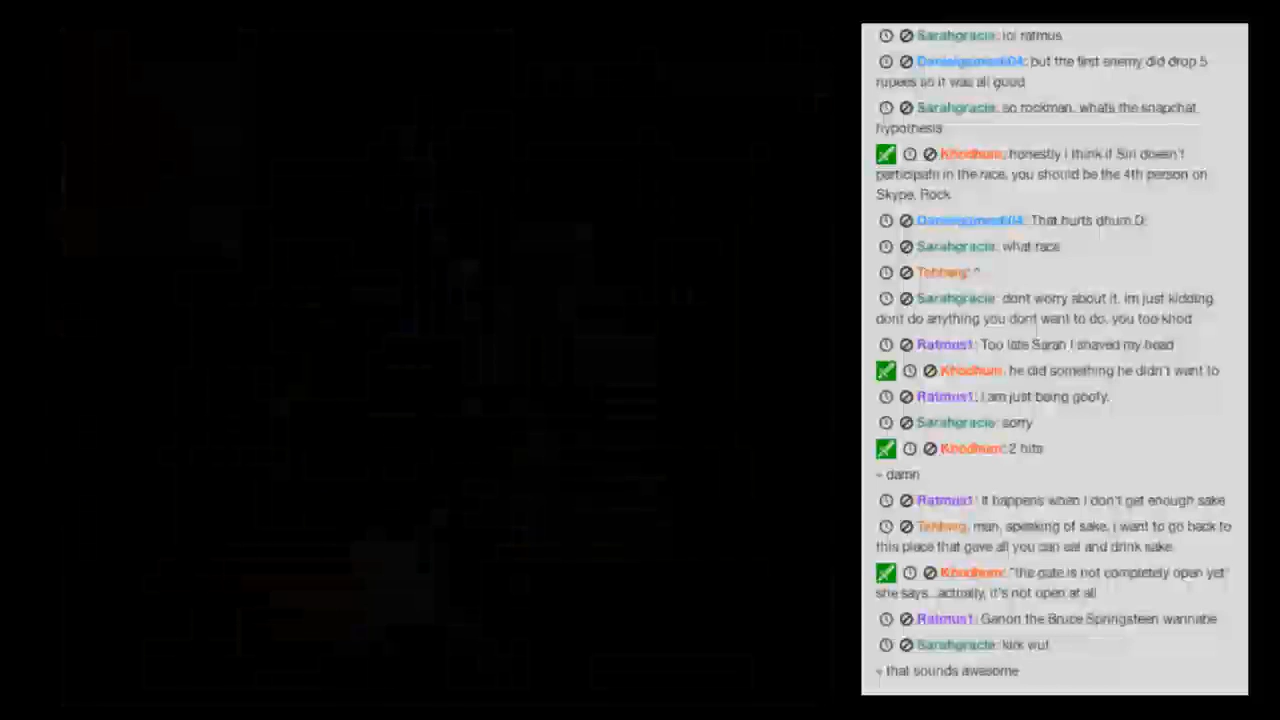 Sarahgracie: lol ratmus
but the first enemy did drop 5
rupees so it was all good
Sarahgracie: so rockman. whats the snapchat
hypothesis
Khodhum: honestly i think if Siri doesn't
participate in the race, you should be the 4th person on
Skype, Rock
That hurts dhum D:
Sarahgracie: what race
^
Sarahgracie: dont worry about it. im just kidding.
dont do anything you dont want to do. you too khod
Ratmus1: Too late Sarah I shaved my head
Khodhum: he did something he didn't want to
Ratmus1: I am just being goofy.
Sarahgracie: sorry
Khodhum: 2 hits
- damn
Ratmus1: It happens when I don't get enough sake
man, speaking of sake, i want to go back to
this place that gave all you can eat and drink sake
Khodhum: "the gate is not completely open yet"
she says...actually, it's not open at all
Ratmus1: Ganon the Bruce Springsteen wannabe
Sarahgracie: wut
- that sounds awesome